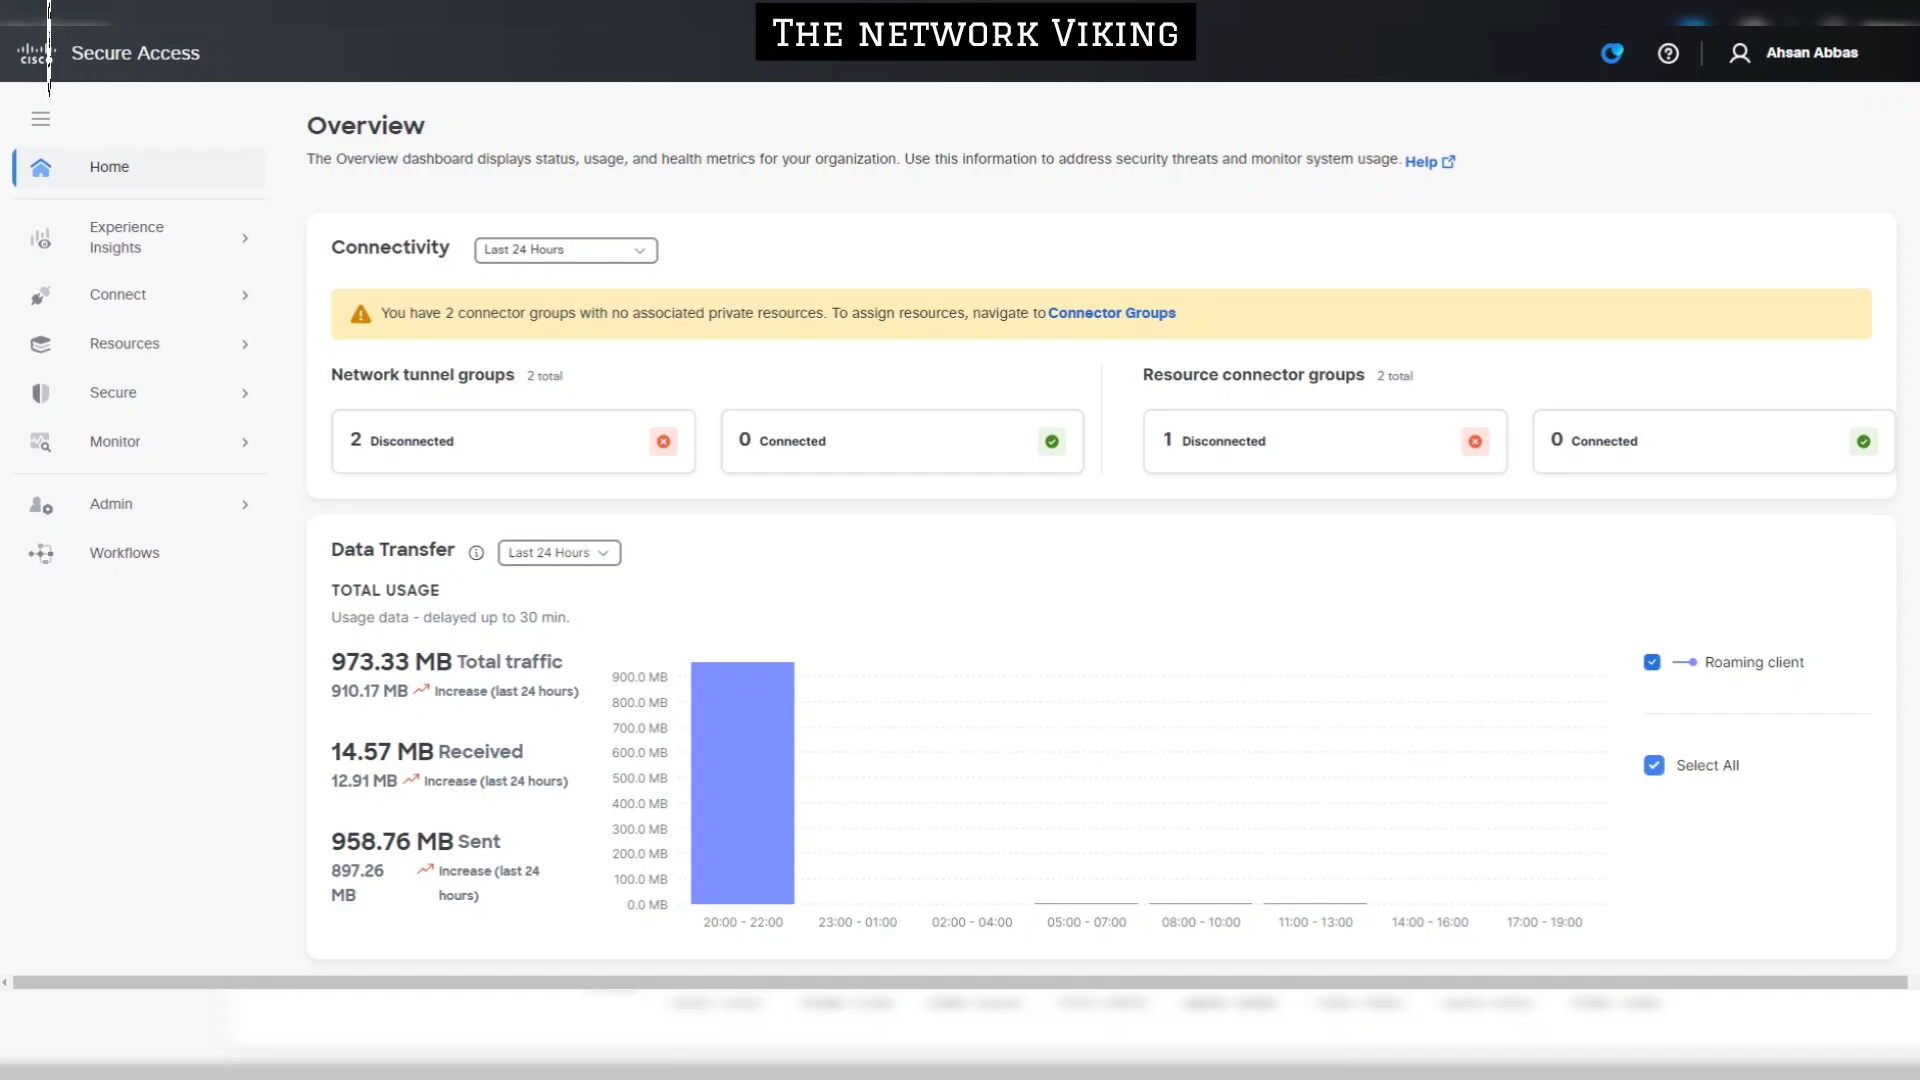 THE NETWORK VIKING
CISCO Secure Access
Ahsan Abbas
Home
Experience
Insights
Connect
Resources
Secure
Monitor
Admin
Workflows
Overview
The Overview dashboard displays status, usage, and health metrics for your organization. Use this information to address security threats and monitor system usage. Help
Connectivity Last 24 Hours
You have 2 connector groups with no associated private resources. To assign resources, navigate to Connector Groups
Network tunnel groups 2 total
2 Disconnected
0 Connected
Resource connector groups 2 total
1 Disconnected
0 Connected
Data Transfer Last 24 Hours
TOTAL USAGE
Usage data - delayed up to 30 min.
973.33 MB Total traffic
910.17 MB Increase (last 24 hours)
14.57 MB Received
12.91 MB Increase (last 24 hours)
958.76 MB Sent
897.26 MB Increase (last 24 hours)
900.0 MB
800.0 MB
700.0 MB
600.0 MB
500.0 MB
400.0 MB
300.0 MB
200.0 MB
100.0 MB
0.0 MB
20:00 - 22:00 23:00 - 01:00 02:00 - 04:00 05:00 - 07:00 08:00 - 10:00 11:00 - 13:00 14:00 - 16:00 17:00 - 19:00
Roaming client
Select All